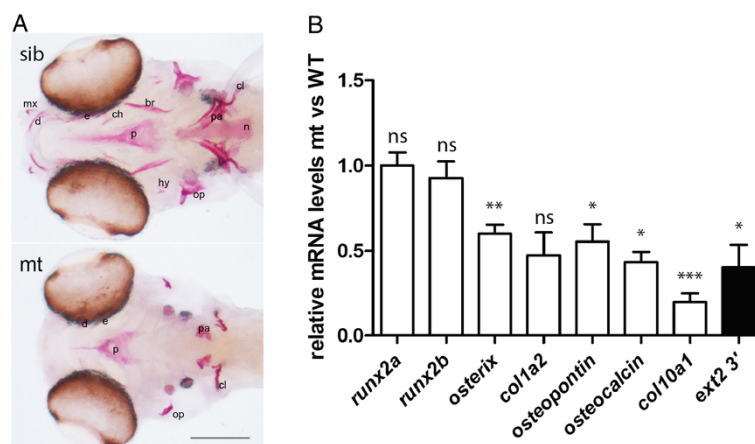 A
sib
mx
d
e
ch
br
cl
pa
p
n
hy
op
mt
d
e
p
pa
cl
op
B
relative mRNA levels mt vs WT
1.5
1.0
0.5
0.0
ns
ns
**
ns
*
*
***
*
runx2a
runx2b
osterix
col1a2
osteopontin
osteocalcin
col10a1
ext2 3'